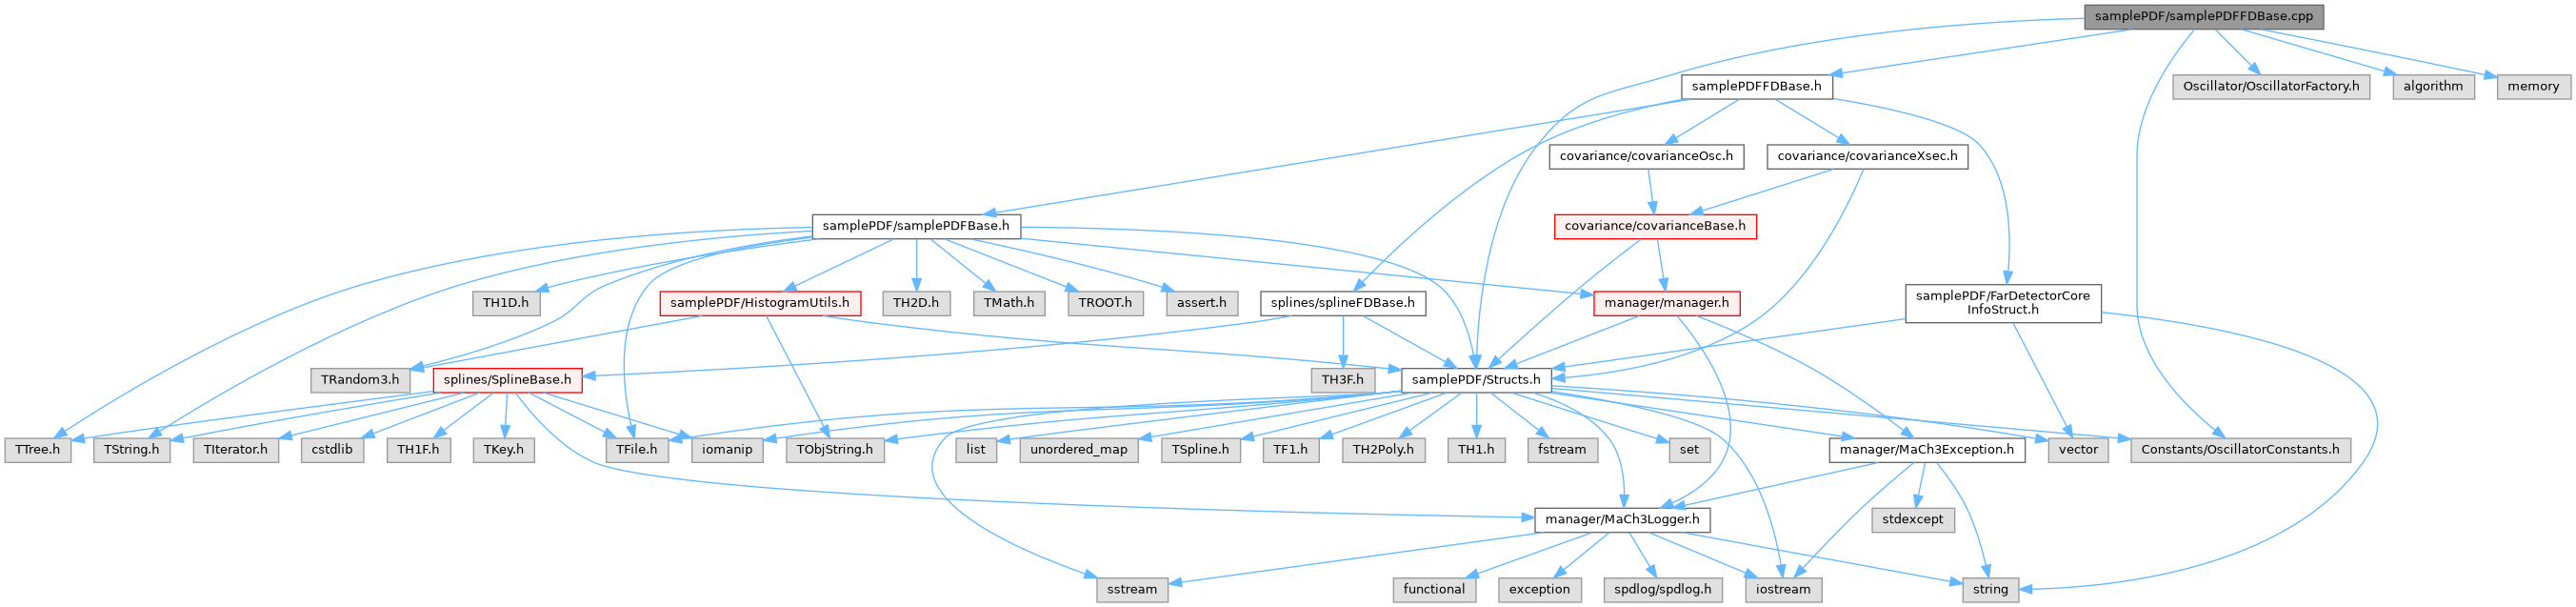 samplePDF/samplePDFFDBase.cpp
samplePDFFDBase.h
Oscillator/OscillatorFactory.h
algorithm
memory
covariance/covarianceOsc.h
covariance/covarianceXsec.h
samplePDF/samplePDFBase.h
covariance/covarianceBase.h
TH1D.h
samplePDF/HistogramUtils.h
TH2D.h
TMath.h
TROOT.h
assert.h
splines/splineFDBase.h
manager/manager.h
samplePDF/FarDetectorCore
InfoStruct.h
TRandom3.h
splines/SplineBase.h
TH3F.h
samplePDF/Structs.h
TTree.h
TString.h
TIterator.h
cstdlib
TH1F.h
TKey.h
TFile.h
iomanip
TObjString.h
list
unordered_map
TSpline.h
TF1.h
TH2Poly.h
TH1.h
fstream
set
manager/MaCh3Exception.h
vector
Constants/OscillatorConstants.h
manager/MaCh3Logger.h
stdexcept
sstream
functional
exception
spdlog/spdlog.h
iostream
string